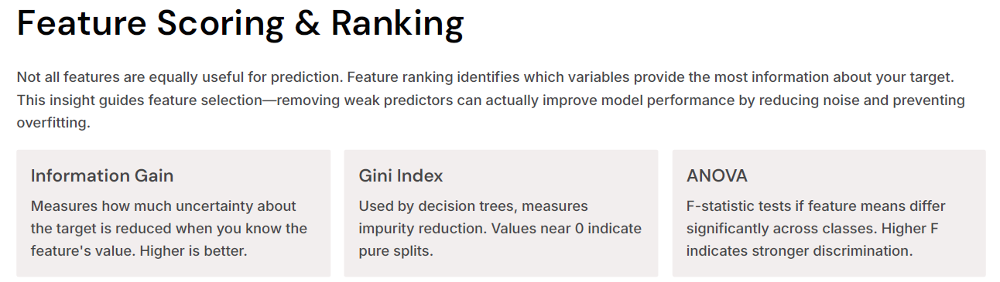 Feature Scoring & Ranking
Not all features are equally useful for prediction. Feature ranking identifies which variables provide the most information about your target.
This insight guides feature selection—removing weak predictors can actually improve model performance by reducing noise and preventing
overfitting.
Information Gain
Measures how much uncertainty about
the target is reduced when you know the
feature's value. Higher is better.
Gini Index
Used by decision trees, measures
impurity reduction. Values near 0 indicate
pure splits.
ANOVA
F-statistic tests if feature means differ
significantly across classes. Higher F
indicates stronger discrimination.